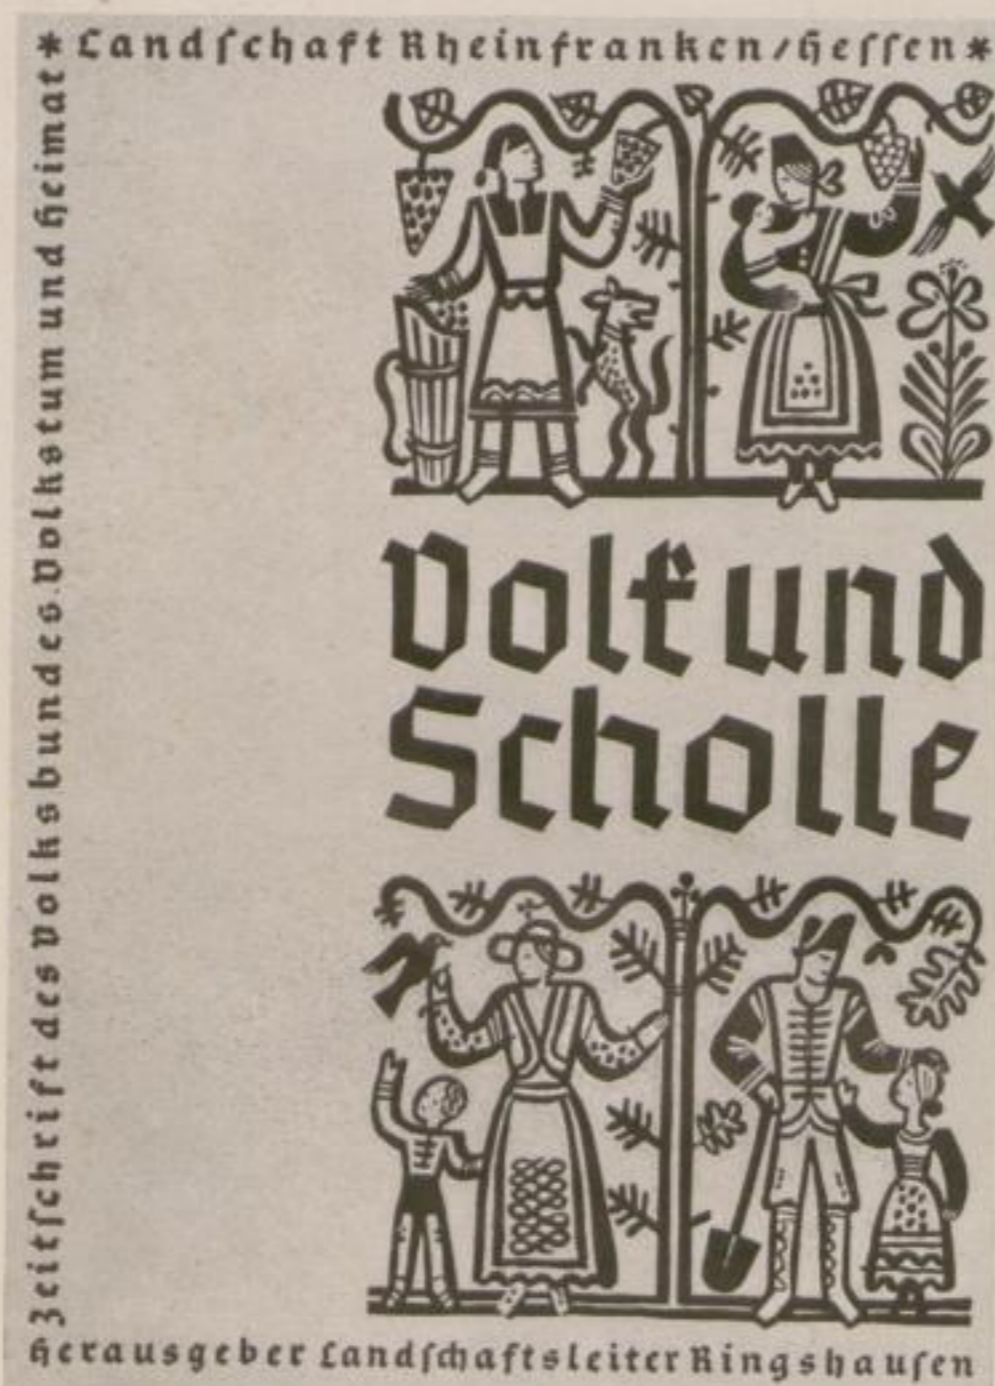 * Landschaft Rheinfranken/Hessen *
Zeitschrift des Volksbundes Volkstum und Heimat
Volk und
Scholle
Herausgeber Landschaftsleiter Ringshausen